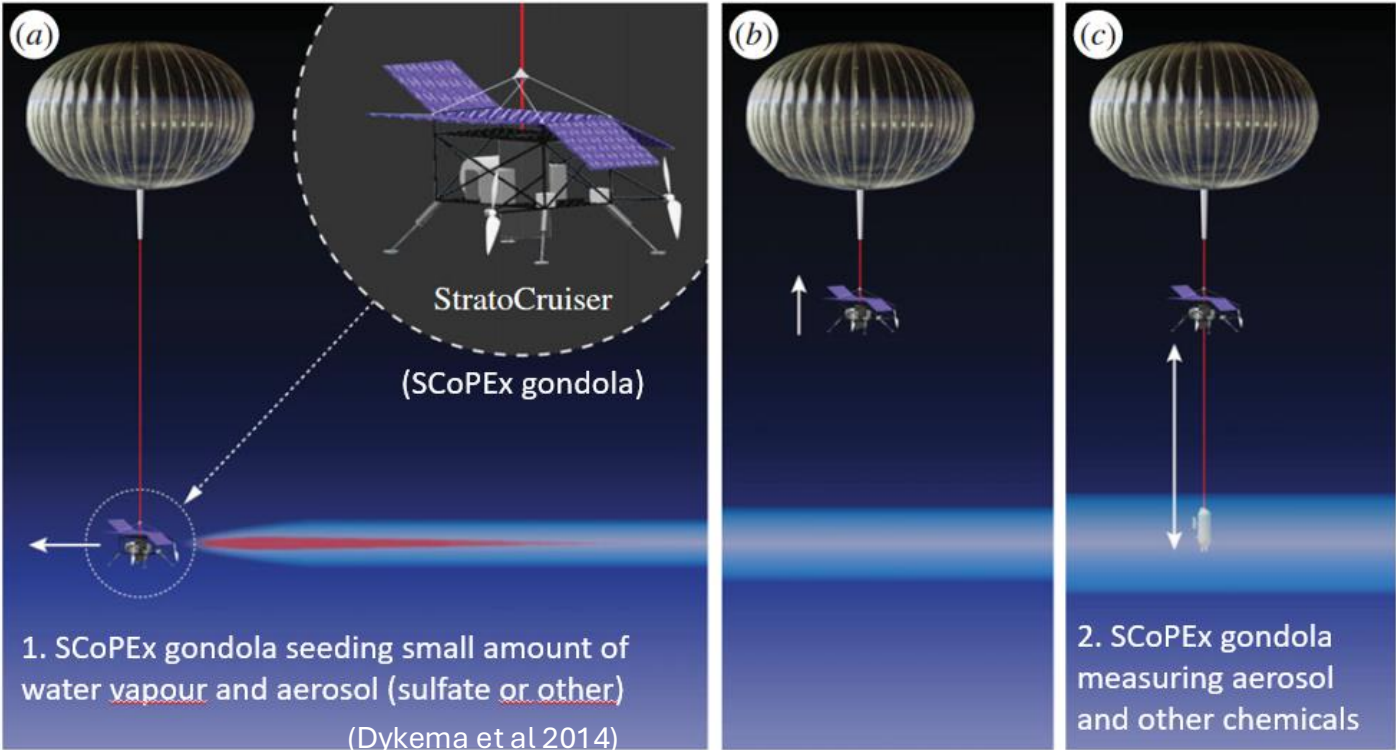 (a)
StratoCruiser
(SCoPEx gondola)
1. SCoPEx gondola seeding small amount of
water vapour and aerosol (sulfate or other)
(Dykema et al 2014)
(b)
(c)
2. SCoPEx gondola
measuring aerosol
and other chemicals